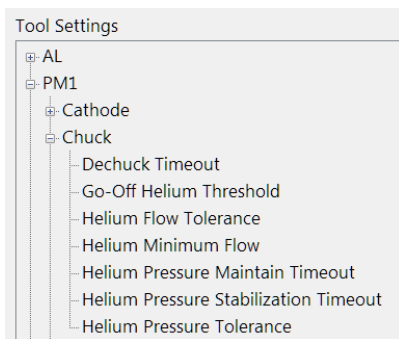 Tool Settings
AL
PM1
Cathode
Chuck
Dechuck Timeout
Go-Off Helium Threshold
Helium Flow Tolerance
Helium Minimum Flow
Helium Pressure Maintain Timeout
Helium Pressure Stabilization Timeout
Helium Pressure Tolerance